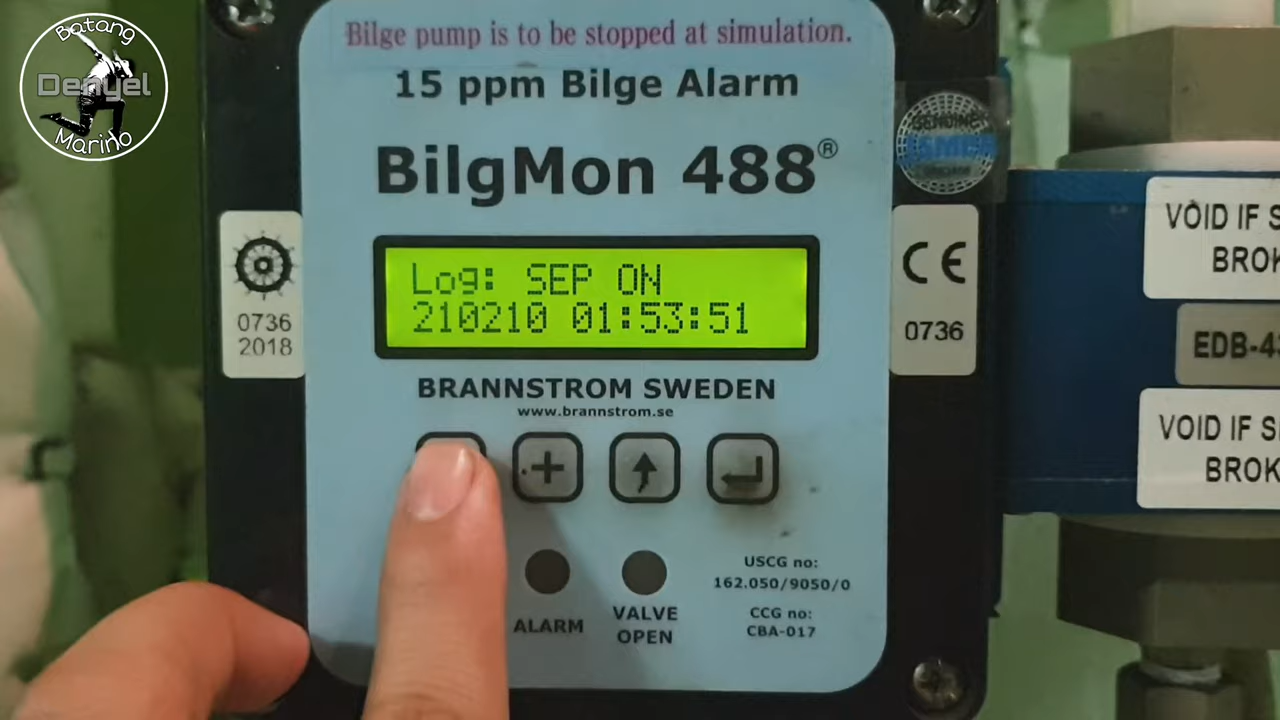 Batang
Denyel
Marino
Bilge pump is to be stopped at simulation.
15 ppm Bilge Alarm
BilgMon 488®
GENUINE
Log: SEP ON
210210 01:53:51
0736
2018
CE
0736
BRANNSTROM SWEDEN
www.brannstrom.se
ALARM
VALVE
OPEN
USCG no:
162.050/9050/0
CCG no:
CBA-017
VOID IF S
BROK
EDB-4
VOID IF S
BROK